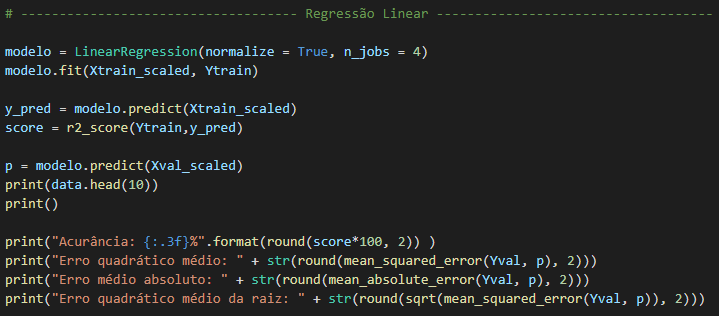 # ----------------------------------- Regressão Linear -----------------------------------
modelo = LinearRegression(normalize = True, n_jobs = 4)
modelo.fit(Xtrain_scaled, Ytrain)
y_pred = modelo.predict(Xtrain_scaled)
score = r2_score(Ytrain,y_pred)
p = modelo.predict(Xval_scaled)
print(data.head(10))
print()
print("Acurância: {:.3f}%".format(round(score*100, 2)) )
print("Erro quadrático médio: " + str(round(mean_squared_error(Yval, p), 2)))
print("Erro médio absoluto: " + str(round(mean_absolute_error(Yval, p), 2)))
print("Erro quadrático médio da raiz: " + str(round(sqrt(mean_squared_error(Yval, p)), 2)))